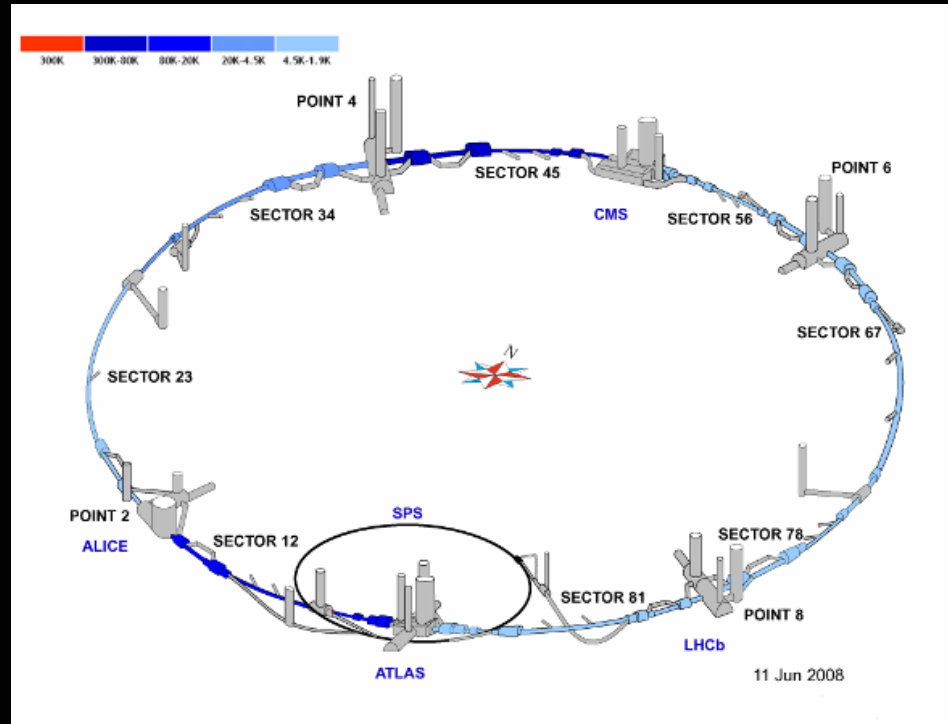 300K 300K-80K 80K-20K 20K-4.5K 4.5K-1.9K
POINT 4
SECTOR 45
POINT 6
SECTOR 34
CMS
SECTOR 56
SECTOR 67
N
SECTOR 23
POINT 2
ALICE
SECTOR 12
SPS
SECTOR 78
SECTOR 81
POINT 8
LHCb
ATLAS
11 Jun 2008